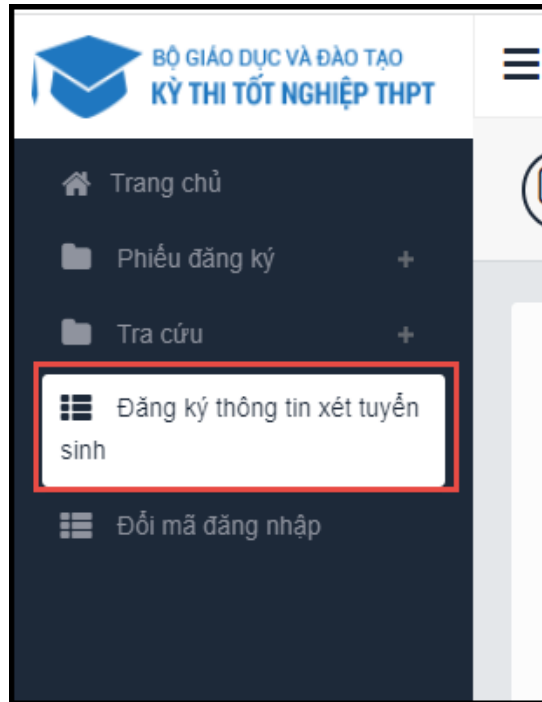 BỘ GIÁO DỤC VÀ ĐÀO TẠO
KỲ THI TỐT NGHIỆP THPT
Trang chủ
Phiếu đăng ký
Tra cứu
Đăng ký thông tin xét tuyển
sinh
Đổi mã đăng nhập